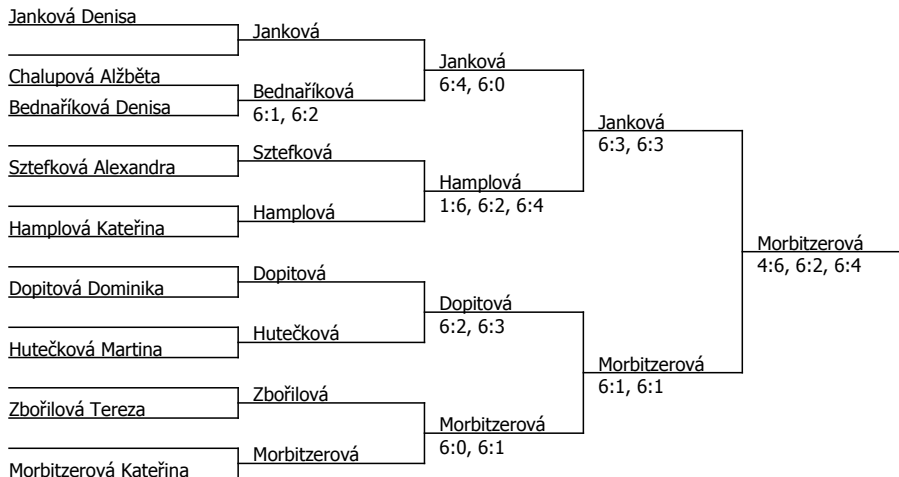 Janková Denisa
Janková
Janková
6:4, 6:0
Chalupová Alžběta
Bednaříková
6:1, 6:2
Bednaříková Denisa
Janková
6:3, 6:3
Sztefková
Sztefková Alexandra
Hamplová
1:6, 6:2, 6:4
Hamplová
Hamplová Kateřina
Morbitzerová
4:6, 6:2, 6:4
Dopitová
Dopitová Dominika
Dopitová
6:2, 6:3
Hutečková
Hutečková Martina
Morbitzerová
6:1, 6:1
Zbořilová
Zbořilová Tereza
Morbitzerová
6:0, 6:1
Morbitzerová
Morbitzerová Kateřina